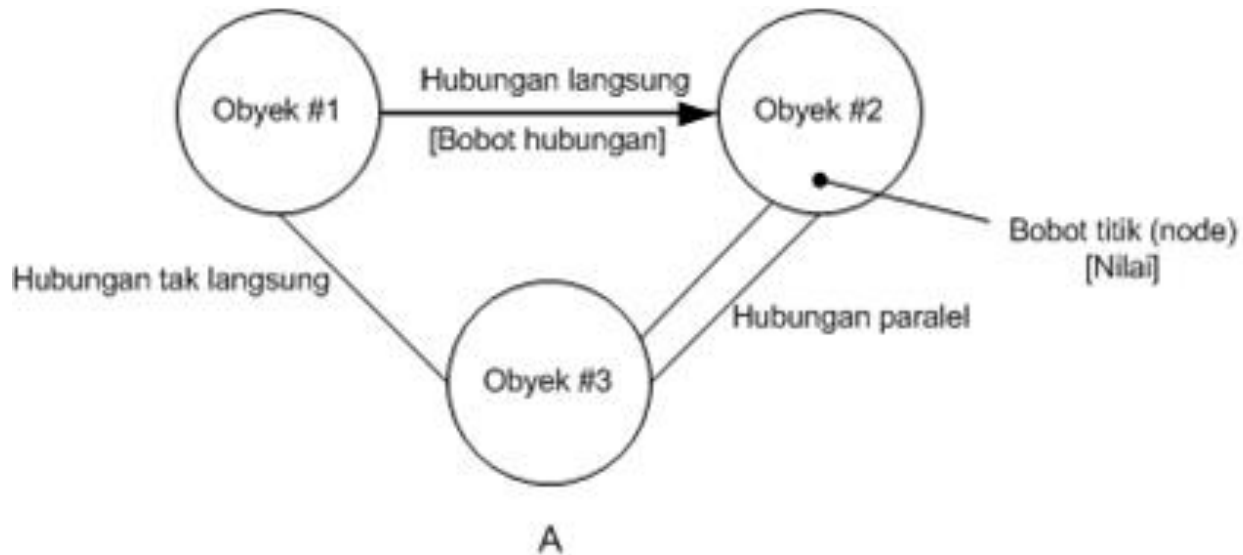 Obyek #1
Hubungan langsung
[Bobot hubungan]
Obyek #2
Bobot titik (node)
[Nilai]
Hubungan tak langsung
Hubungan paralel
Obyek #3
A